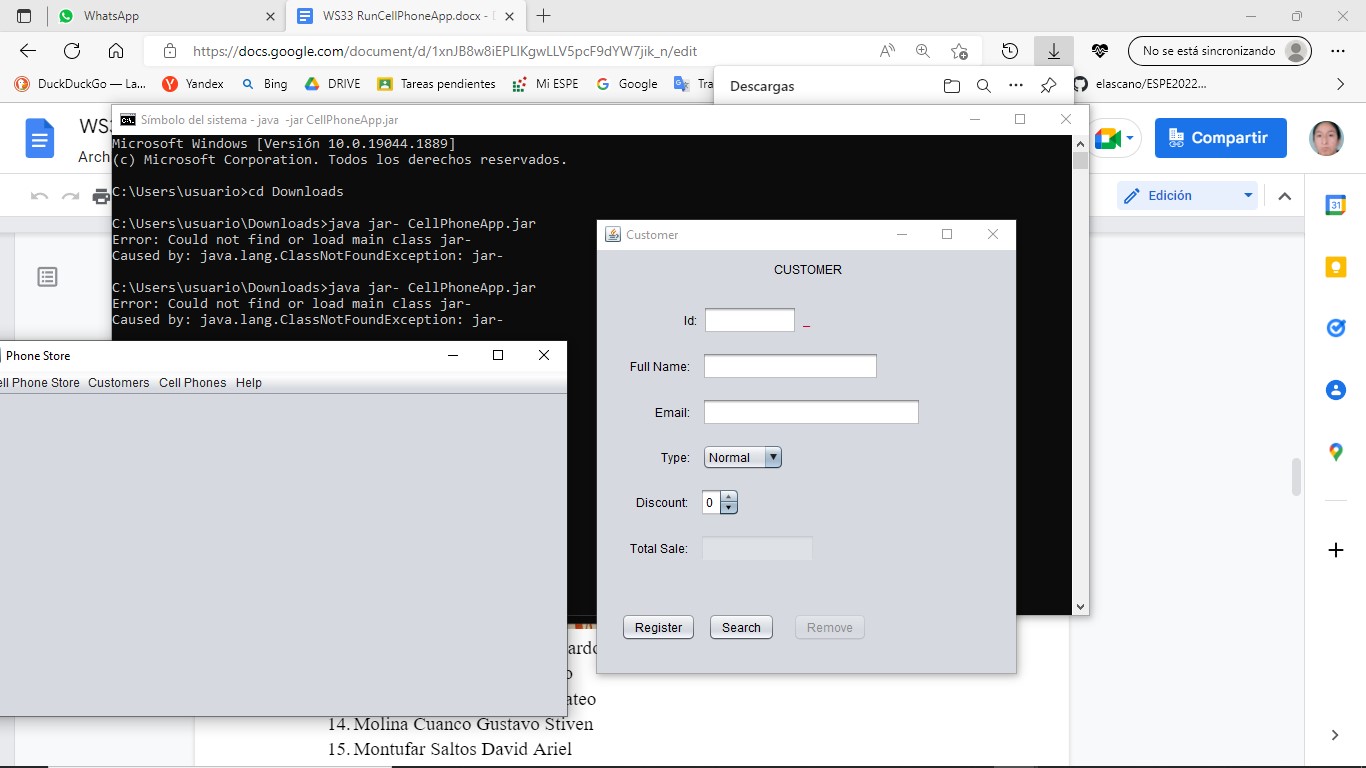 WhatsApp
WS33 RunCellPhoneApp.docx -
https://docs.google.com/document/d/1xnJB8w8iEPLIKgwLLV5pcF9dYW7jik_n/edit
No se está sincronizando
DuckDuckGo — La...
Yandex
Bing
DRIVE
Tareas pendientes
Mi ESPE
Google
Tra
Descargas
elascano/ESPE2022...
WS3
Arch
Compartir
Edición
31
Símbolo del sistema - java -jar CellPhoneApp.jar
Microsoft Windows [Versión 10.0.19044.1889]
(c) Microsoft Corporation. Todos los derechos reservados.
C:\Users\usuario>cd Downloads
C:\Users\usuario\Downloads>java jar- CellPhoneApp.jar
Error: Could not find or load main class jar-
Caused by: java.lang.ClassNotFoundException: jar-
C:\Users\usuario\Downloads>java jar- CellPhoneApp.jar
Error: Could not find or load main class jar-
Caused by: java.lang.ClassNotFoundException: jar-
Phone Store
ell Phone Store Customers Cell Phones Help
Customer
CUSTOMER
Id: _
Full Name:
Email:
Type: Normal
Discount: 0
Total Sale:
Register Search Remove
ardo
o
ateo
14. Molina Cuanco Gustavo Stiven
15. Montufar Saltos David Ariel